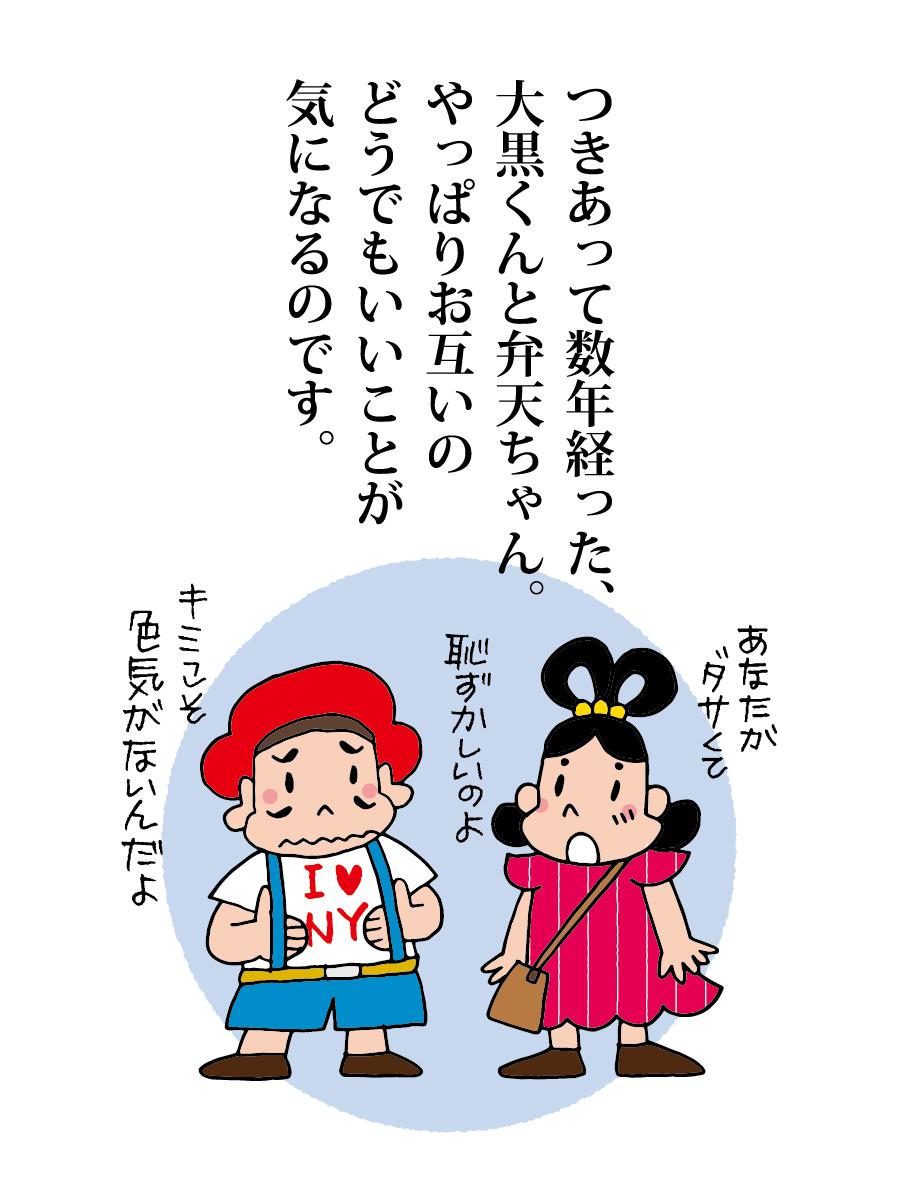 つきあって数年経った、
大黒くんと弁天ちゃん。
やっぱりお互いの
どうでもいいことが
気になるのです。
あなたが
ダサくて
恥ずかしいのよ
キミこそ
色気がないんだよ
I♥
NY